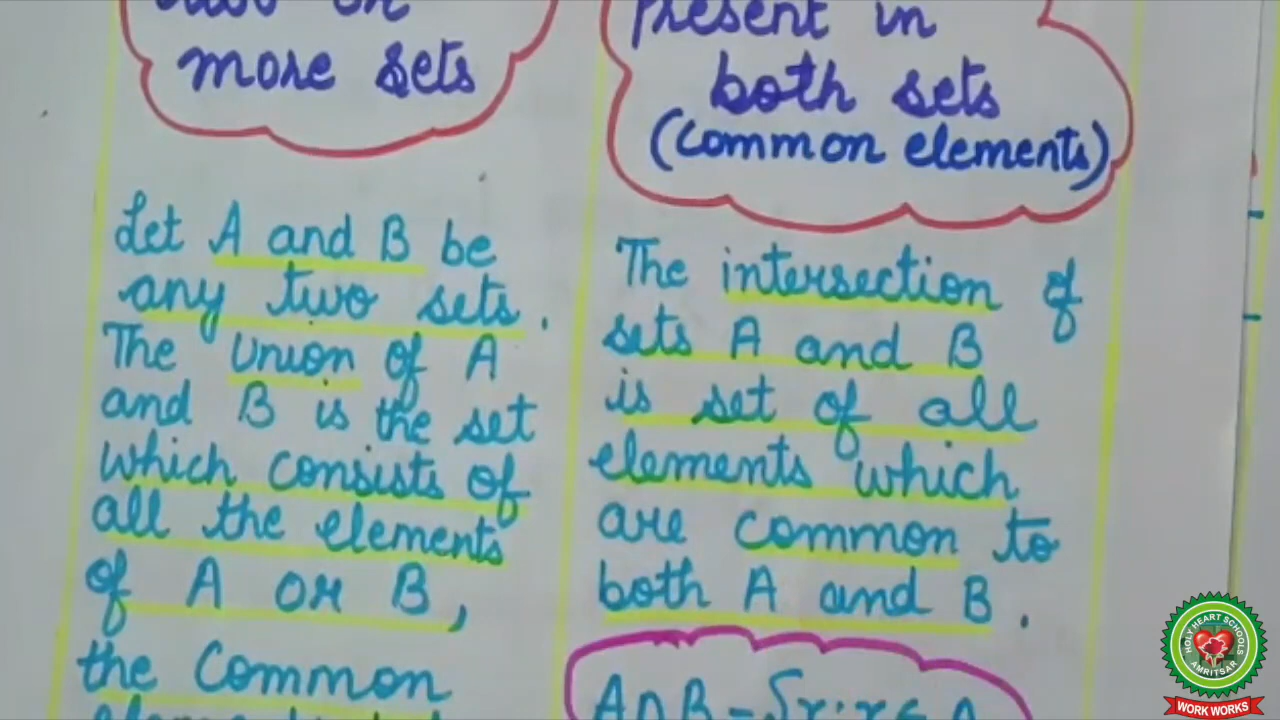 more sets
Let A and B be
any two sets.
The union of A
and B is the set
which consists of
all the elements
of A or B,
the common
present in
both sets
(common elements)
The intersection of
sets A and B
is set of all
elements which
are common to
both A and B.
HOLY HEART SCHOOLS
AMRITSAR
WORK WORKS